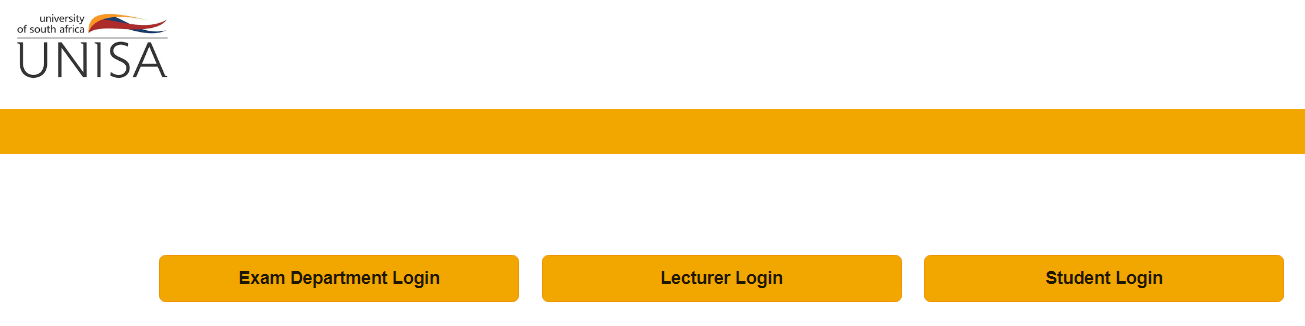 university
of south africa
UNISA
Exam Department Login
Lecturer Login
Student Login